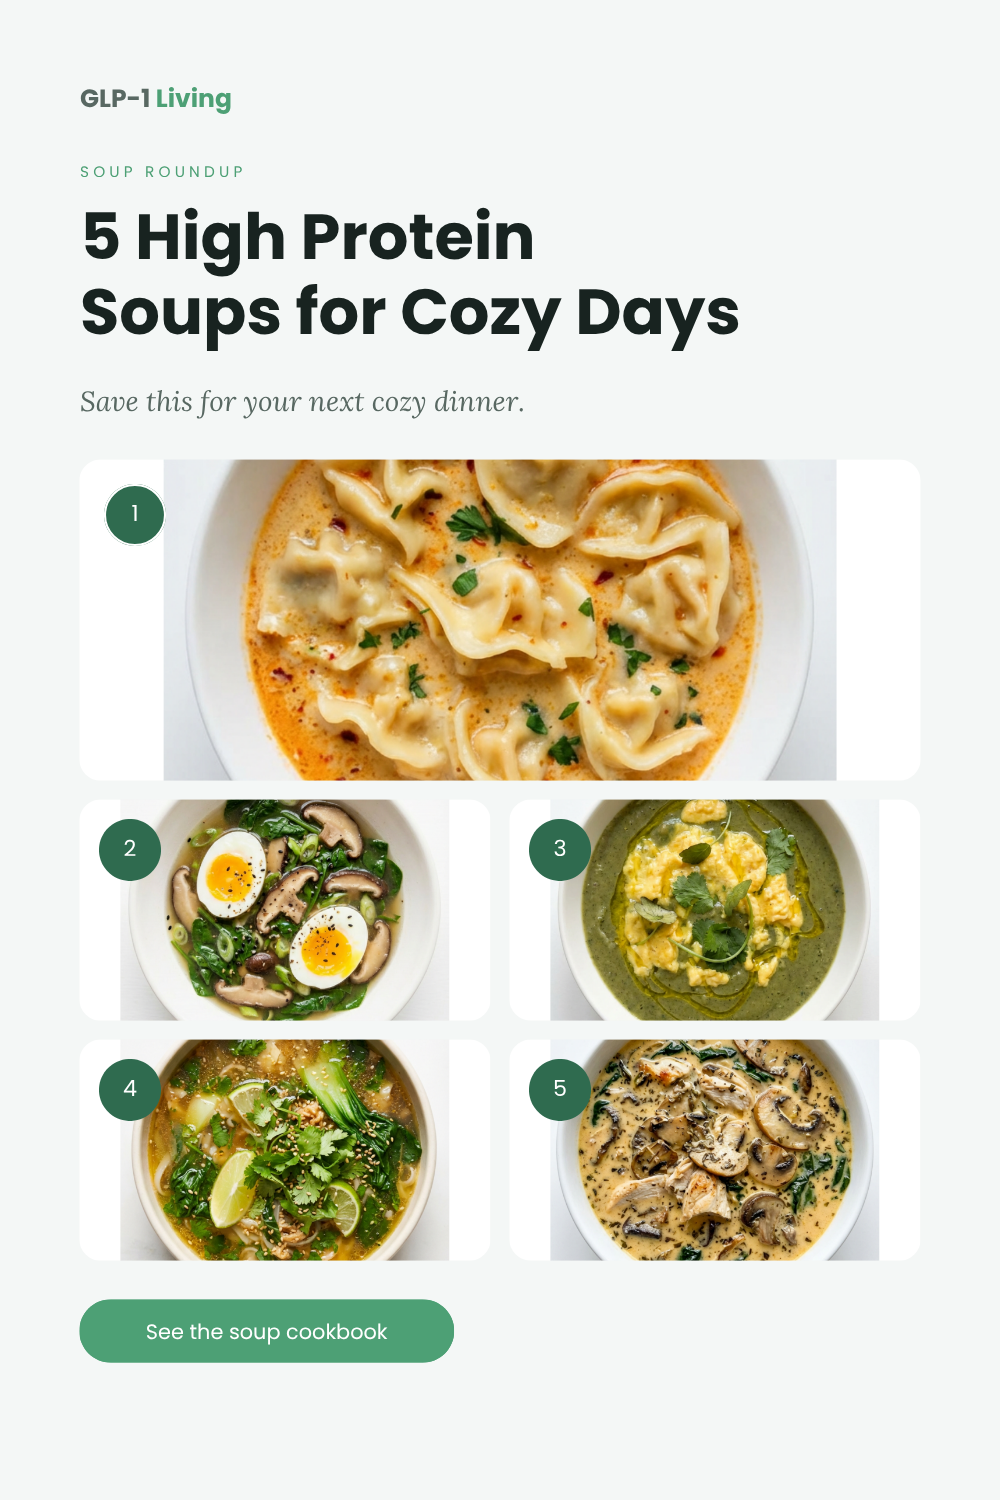 GLP-1 Living
SOUP ROUNDUP
5 High Protein
Soups for Cozy Days
Save this for your next cozy dinner.
1
2
3
4
5
See the soup cookbook